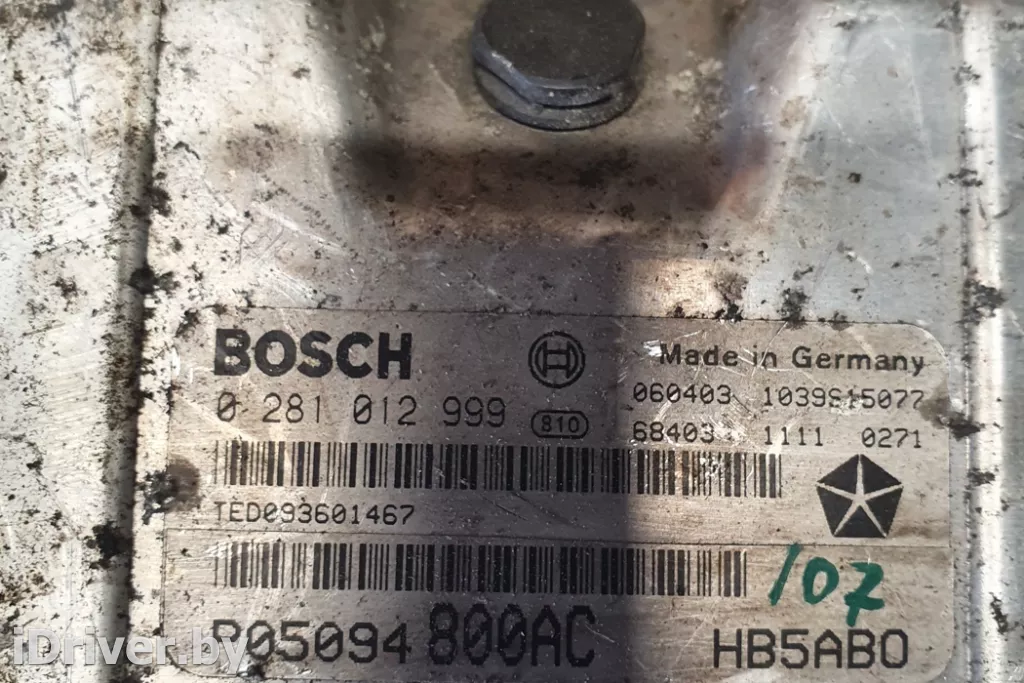 BOSCH
Made in Germany
0 281 012 999
810
060403 1039S15077
68403 1111 0271
TED093601467
107
P05094 800AC HB5AB0
iDriver.by